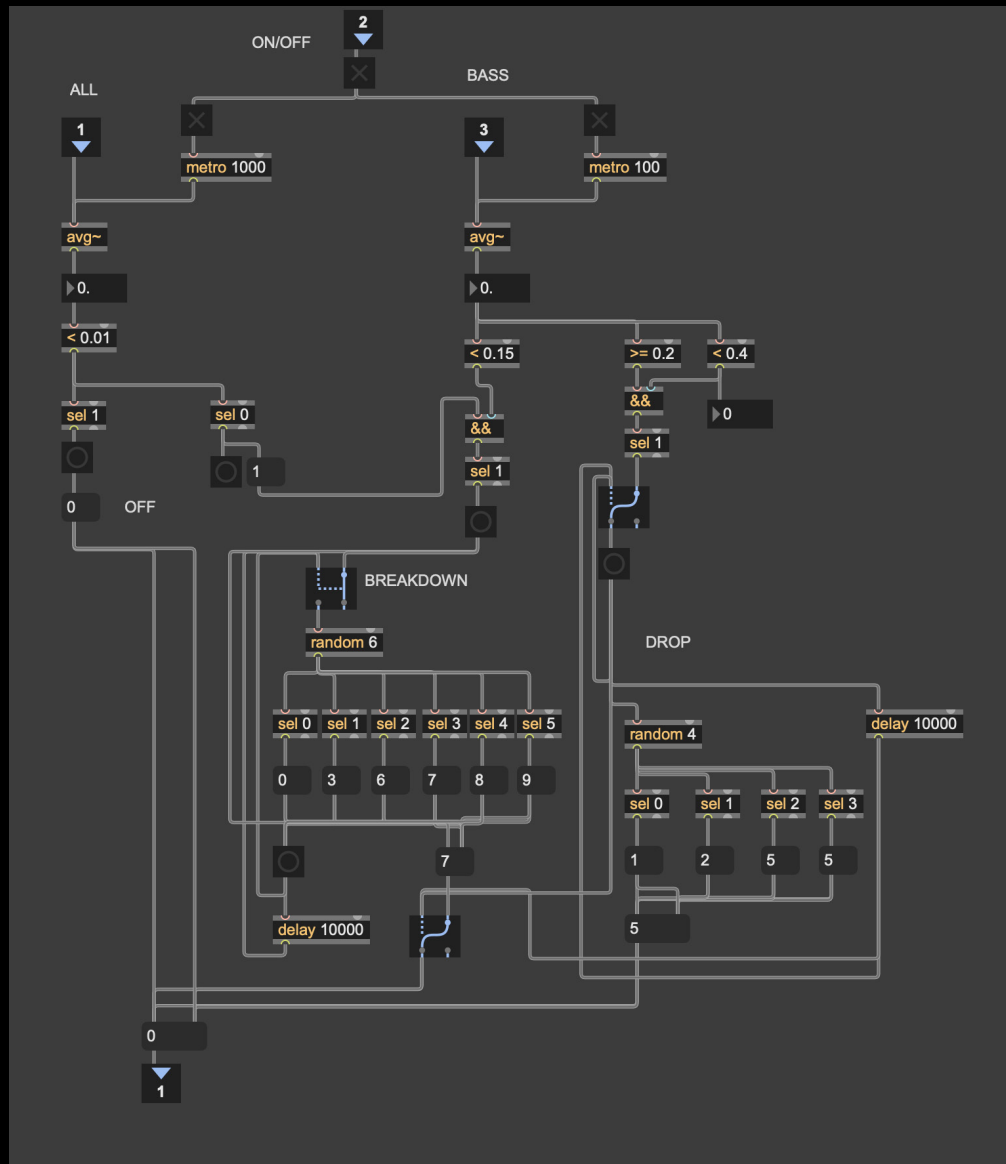 2
ON/OFF
BASS
ALL
1
3
metro 1000
metro 100
avg~
avg~
0.
0.
< 0.01
< 0.15
>= 0.2
< 0.4
sel 1
sel 0
&&
0
&&
sel 1
1
sel 1
0
OFF
BREAKDOWN
random 6
DROP
sel 0
sel 1
sel 2
sel 3
sel 4
sel 5
random 4
delay 10000
0
3
6
7
8
9
sel 0
sel 1
sel 2
sel 3
7
1
2
5
5
delay 10000
5
0
1